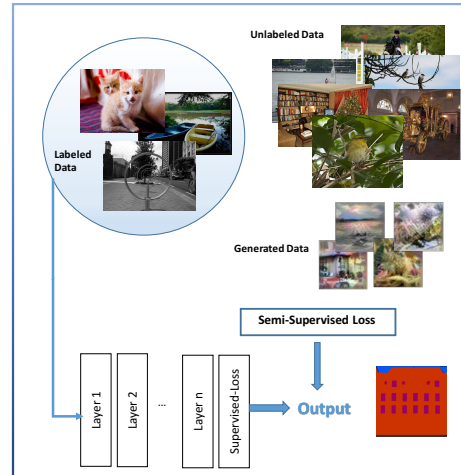 Unlabeled Data
Labeled
Data
Generated Data
Semi-Supervised Loss
Layer 1
Layer 2
...
Layer n
Supervised-Loss
Output